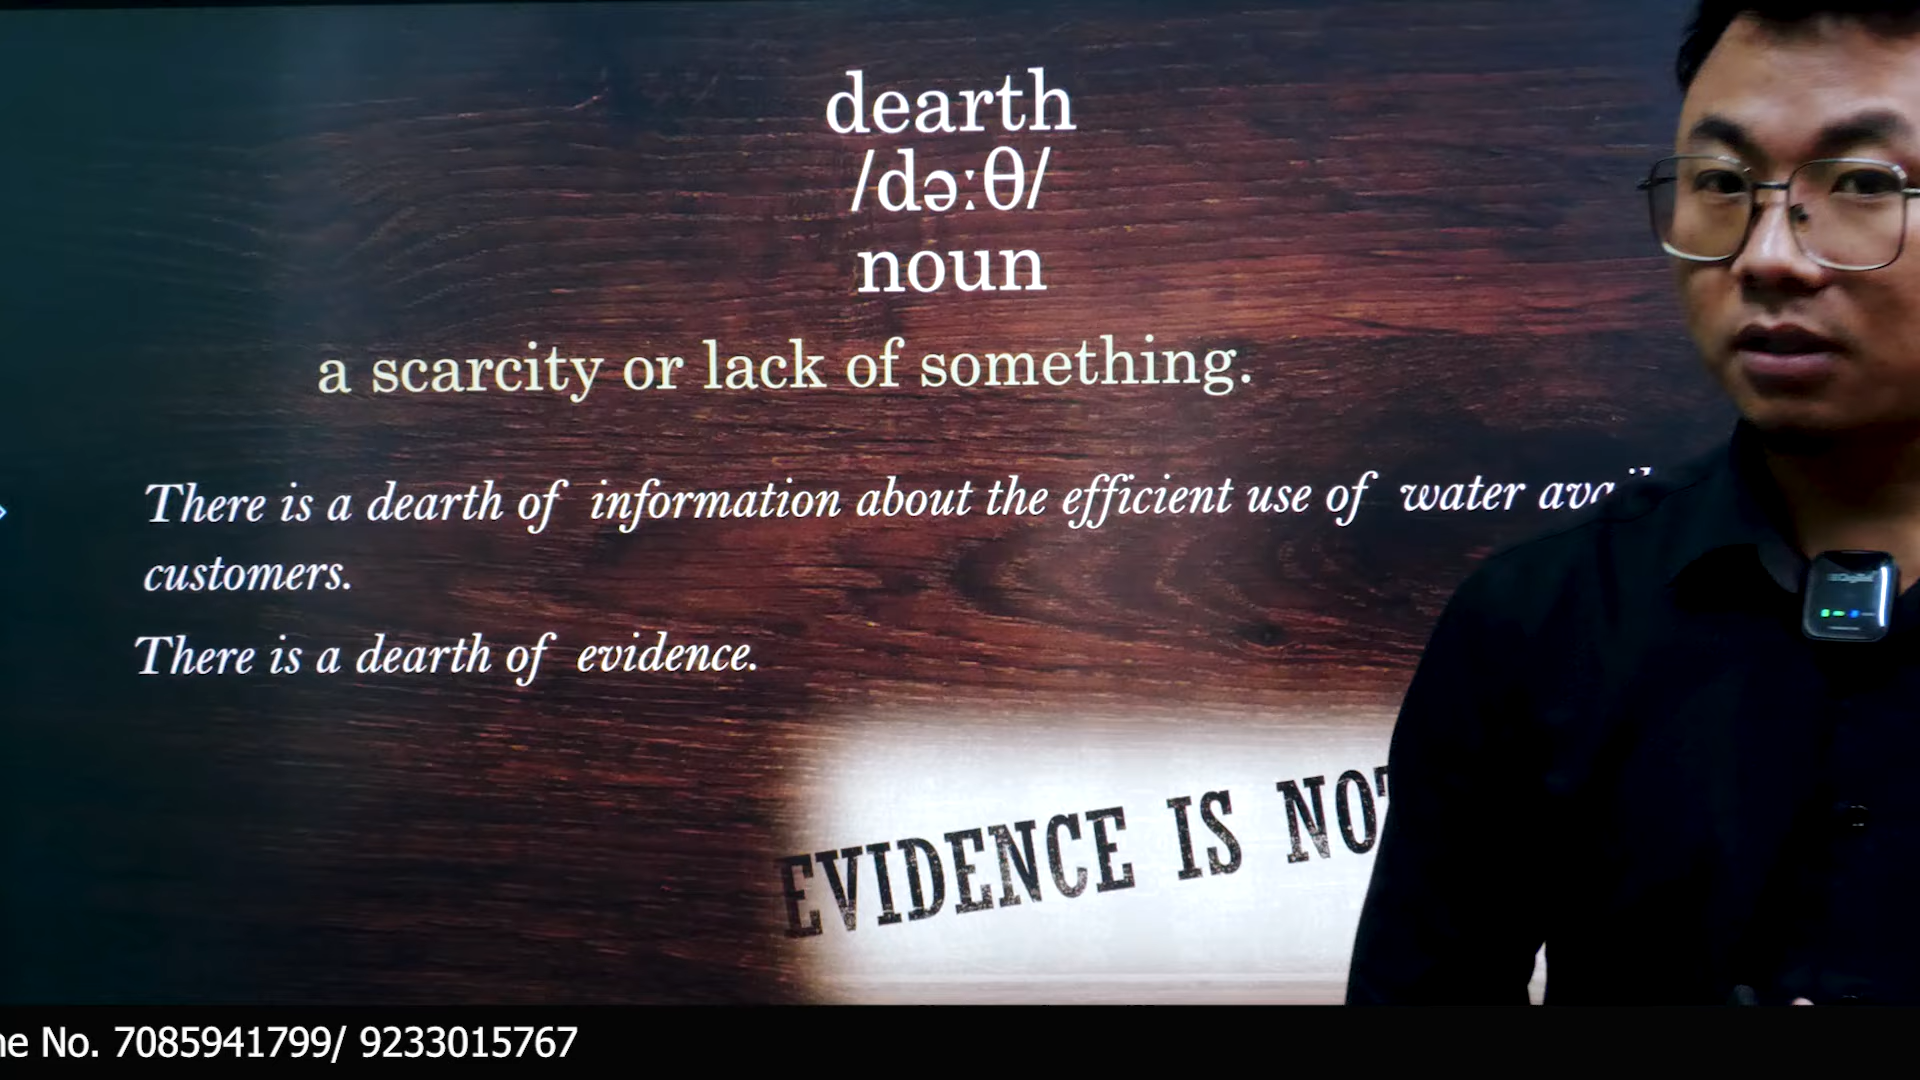 dearth
/dəːθ/
noun
a scarcity or lack of something.
There is a dearth of information about the efficient use of water
customers.
There is a dearth of evidence.
EVIDENCE IS
No. 7085941799/ 9233015767